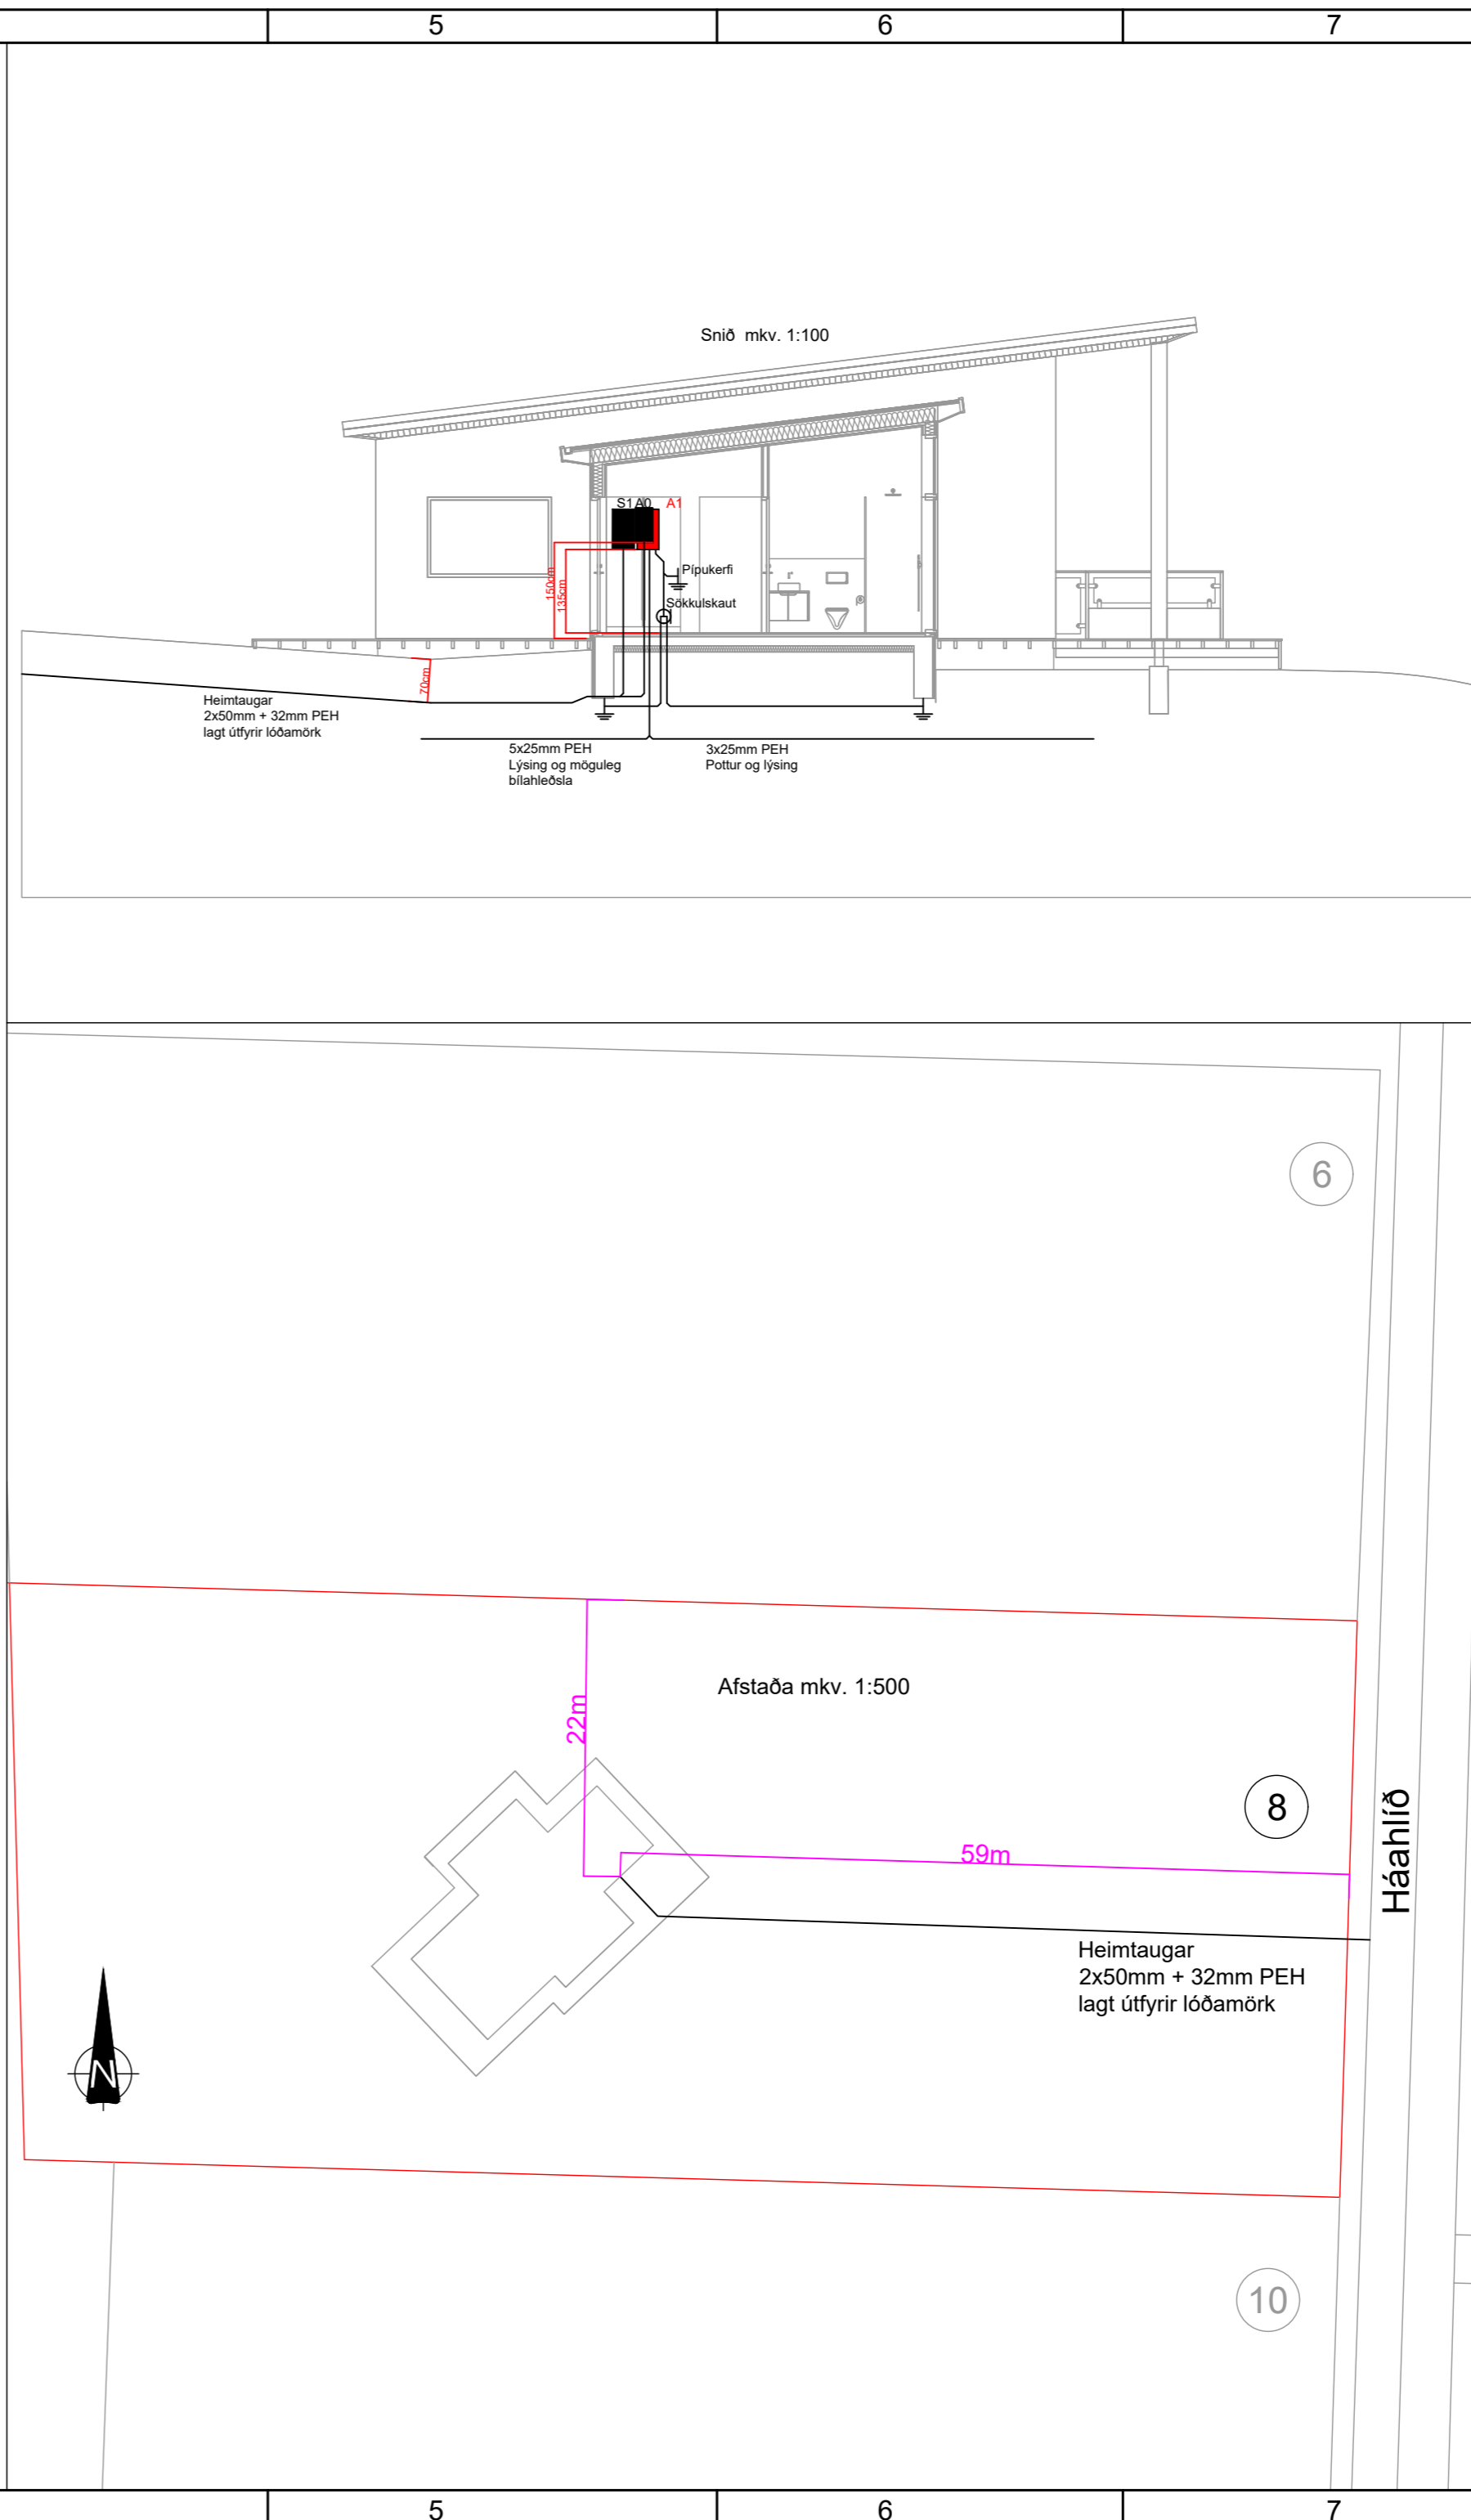 5
6
7
Snið mkv. 1:100
S1
A0
A1
150cm
135cm
Pípukerfi
Sökkulskaut
70cm
Heimtaugar
2x50mm + 32mm PEH
lagt útfyrir lóðamörk
5x25mm PEH
Lýsing og möguleg
bílahleðsla
3x25mm PEH
Pottur og lýsing
6
Afstaða mkv. 1:500
22m
8
59m
Háahlíð
Heimtaugar
2x50mm + 32mm PEH
lagt útfyrir lóðamörk
N
10
5
6
7